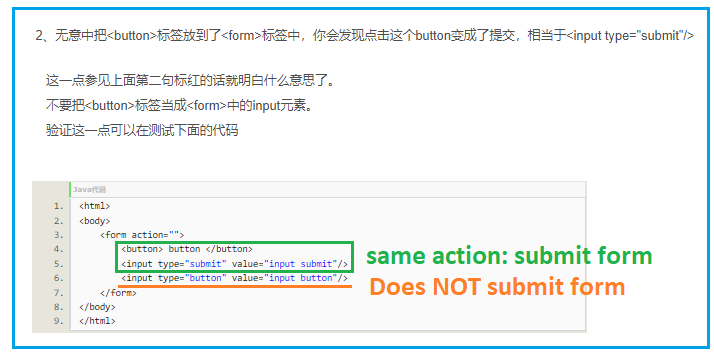 2、无意中把<button>标签放到了<form>标签中，你会发现点击这个button变成了提交，相当于<input type="submit"/>
这一点参见上面第二句标红的话就明白什么意思了。
不要把<button>标签当成<form>中的input元素。
验证这一点可以在测试下面的代码
Java代码
1. <html>
2. <body>
3. <form action="">
4. <button> button </button>
5. <input type="submit" value="input submit"/>
6. <input type="button" value="input button"/>
7. </form>
8. </body>
9. </html>
same action: submit form
Does NOT submit form